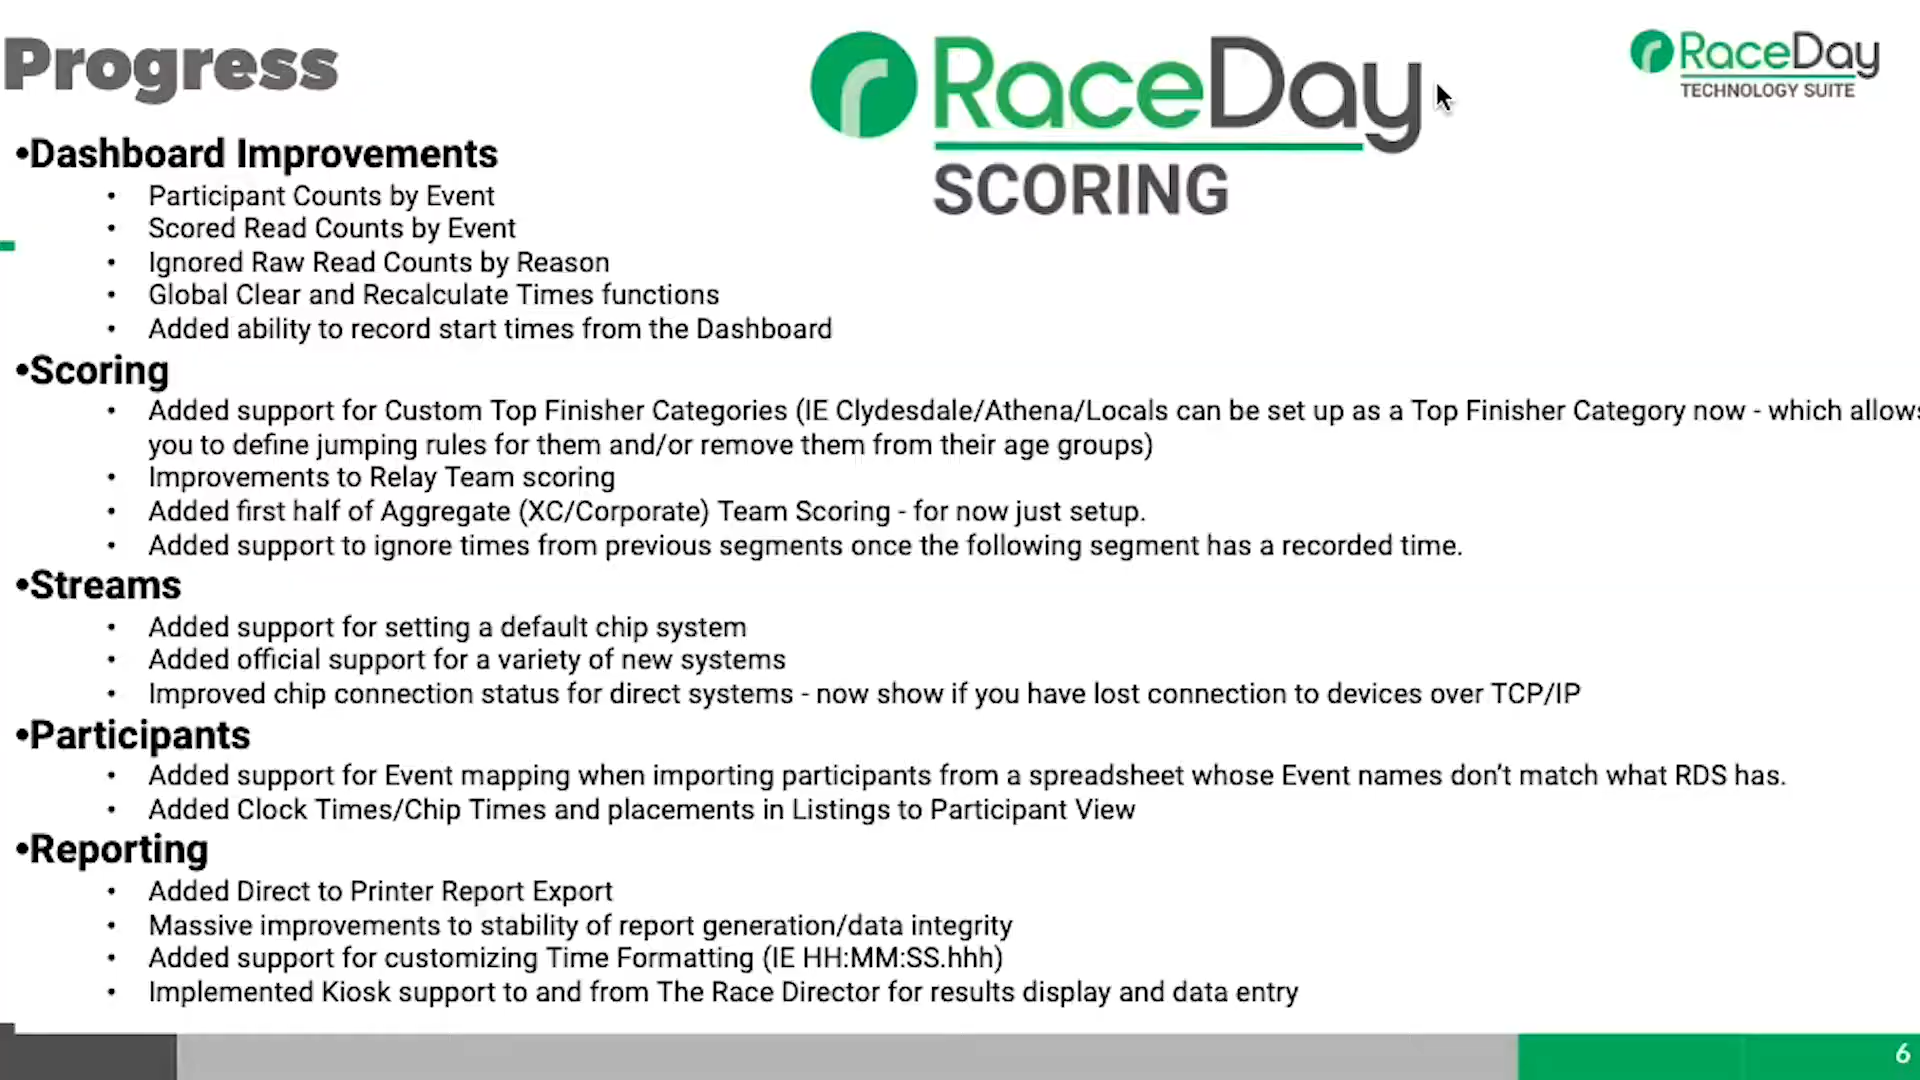 Progress
RaceDay
SCORING
RaceDay
TECHNOLOGY SUITE
•Dashboard Improvements
• Participant Counts by Event
• Scored Read Counts by Event
• Ignored Raw Read Counts by Reason
• Global Clear and Recalculate Times functions
• Added ability to record start times from the Dashboard
•Scoring
• Added support for Custom Top Finisher Categories (IE Clydesdale/Athena/Locals can be set up as a Top Finisher Category now - which allows
you to define jumping rules for them and/or remove them from their age groups)
• Improvements to Relay Team scoring
• Added first half of Aggregate (XC/Corporate) Team Scoring - for now just setup.
• Added support to ignore times from previous segments once the following segment has a recorded time.
•Streams
• Added support for setting a default chip system
• Added official support for a variety of new systems
• Improved chip connection status for direct systems - now show if you have lost connection to devices over TCP/IP
•Participants
• Added support for Event mapping when importing participants from a spreadsheet whose Event names don't match what RDS has.
• Added Clock Times/Chip Times and placements in Listings to Participant View
•Reporting
• Added Direct to Printer Report Export
• Massive improvements to stability of report generation/data integrity
• Added support for customizing Time Formatting (IE HH:MM:SS.hhh)
• Implemented Kiosk support to and from The Race Director for results display and data entry
6